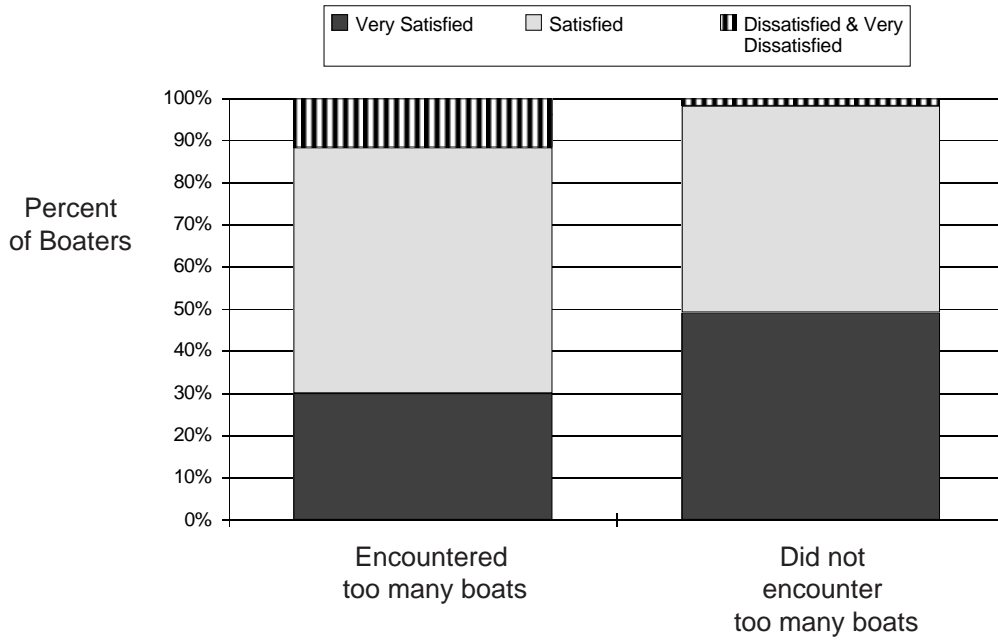 Very Satisfied
Satisfied
Dissatisfied & Very
Dissatisfied
100%
90%
80%
70%
60%
50%
40%
30%
20%
10%
0%
Percent
of Boaters
Encountered
too many boats
Did not
encounter
too many boats